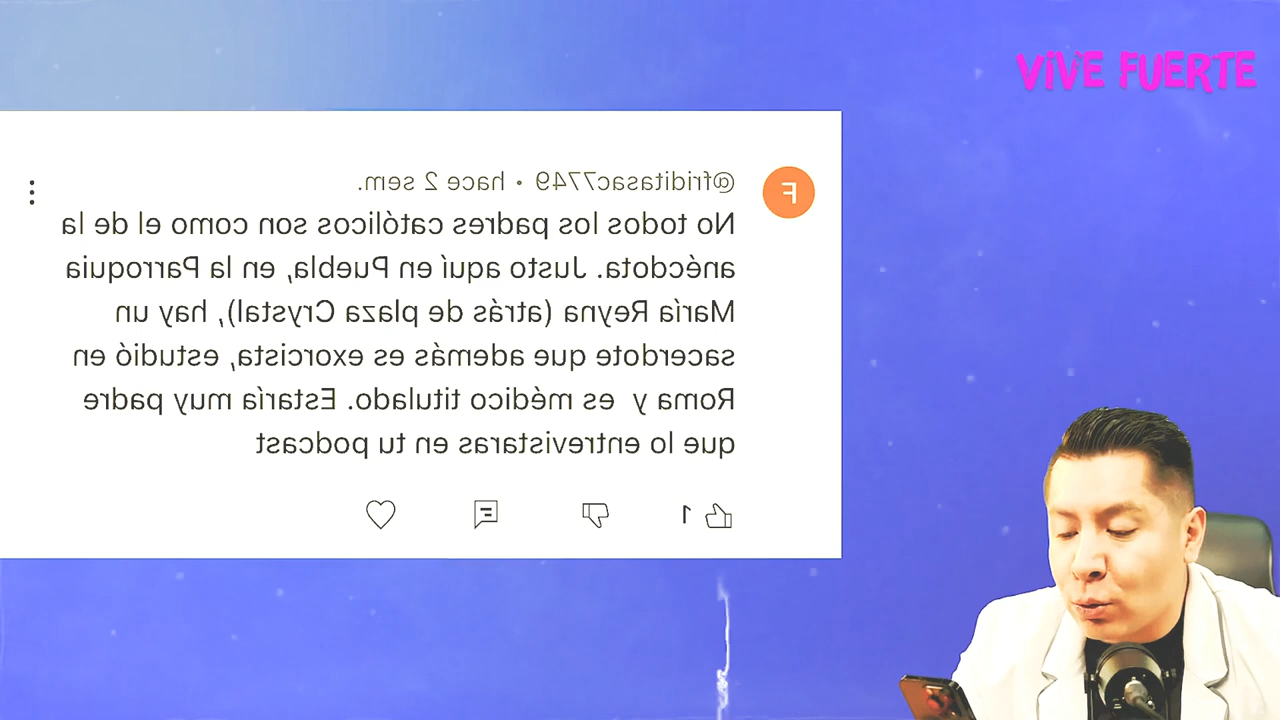 VIVE FUERTE
F
@friditasac7749 • hace 2 sem.
No todos los padres católicos son como el de la
anécdota. Justo aquí en Puebla, en la Parroquia
María Reyna (atrás de plaza Crystal), hay un
sacerdote que además es exorcista, estudió en
Roma y  es médico titulado. Estaría muy padre
que lo entrevistaras en tu podcast
1